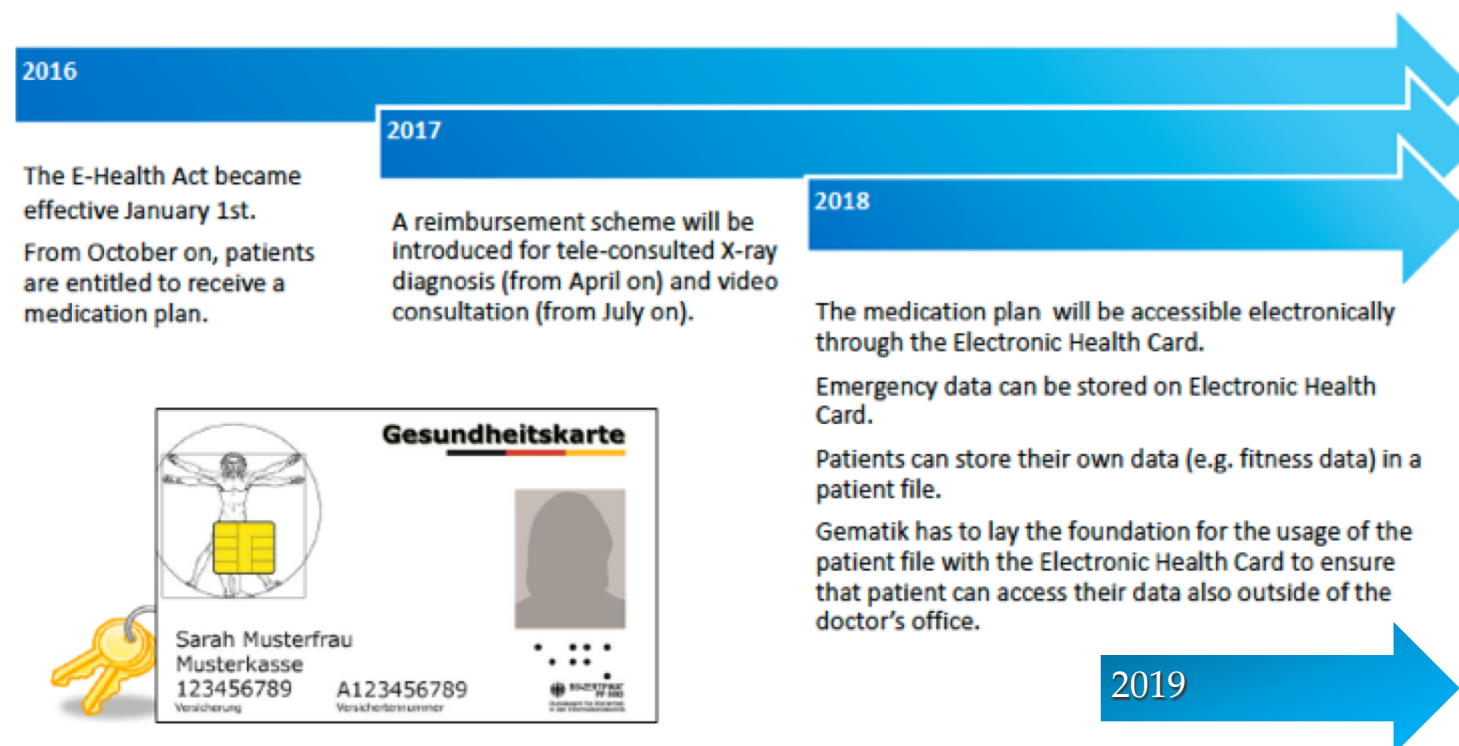 2016
The E-Health Act became
effective January 1st.
From October on, patients
are entitled to receive a
medication plan.
2017
A reimbursement scheme will be
introduced for tele-consulted X-ray
diagnosis (from April on) and video
consultation (from July on).
2018
The medication plan will be accessible electronically
through the Electronic Health Card.
Emergency data can be stored on Electronic Health
Card.
Patients can store their own data (e.g. fitness data) in a
patient file.
Gematik has to lay the foundation for the usage of the
patient file with the Electronic Health Card to ensure
that patient can access their data also outside of the
doctor's office.
2019
Gesundheitskarte
Sarah Musterfrau
Musterkasse
123456789 A123456789
Versicherung Versichertennummer